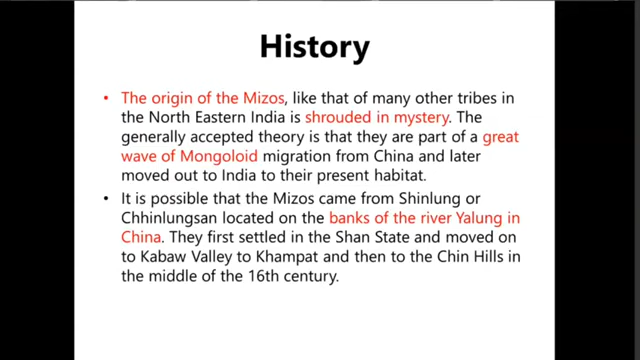 History
• The origin of the Mizos, like that of many other tribes in
the North Eastern India is shrouded in mystery. The
generally accepted theory is that they are part of a great
wave of Mongoloid migration from China and later
moved out to India to their present habitat.
• It is possible that the Mizos came from Shinlung or
Chhinlungsan located on the banks of the river Yalung in
China. They first settled in the Shan State and moved on
to Kabaw Valley to Khampat and then to the Chin Hills in
the middle of the 16th century.